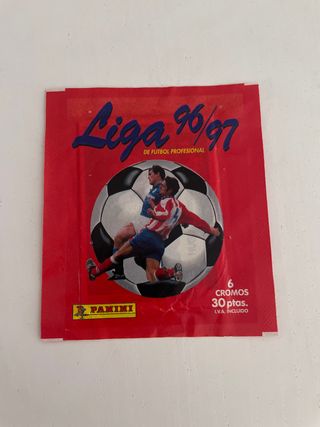 Liga 96/97
DE FUTBOL PROFESIONAL
PANINI
6
CROMOS
30 ptas.
I.V.A. INCLUIDO